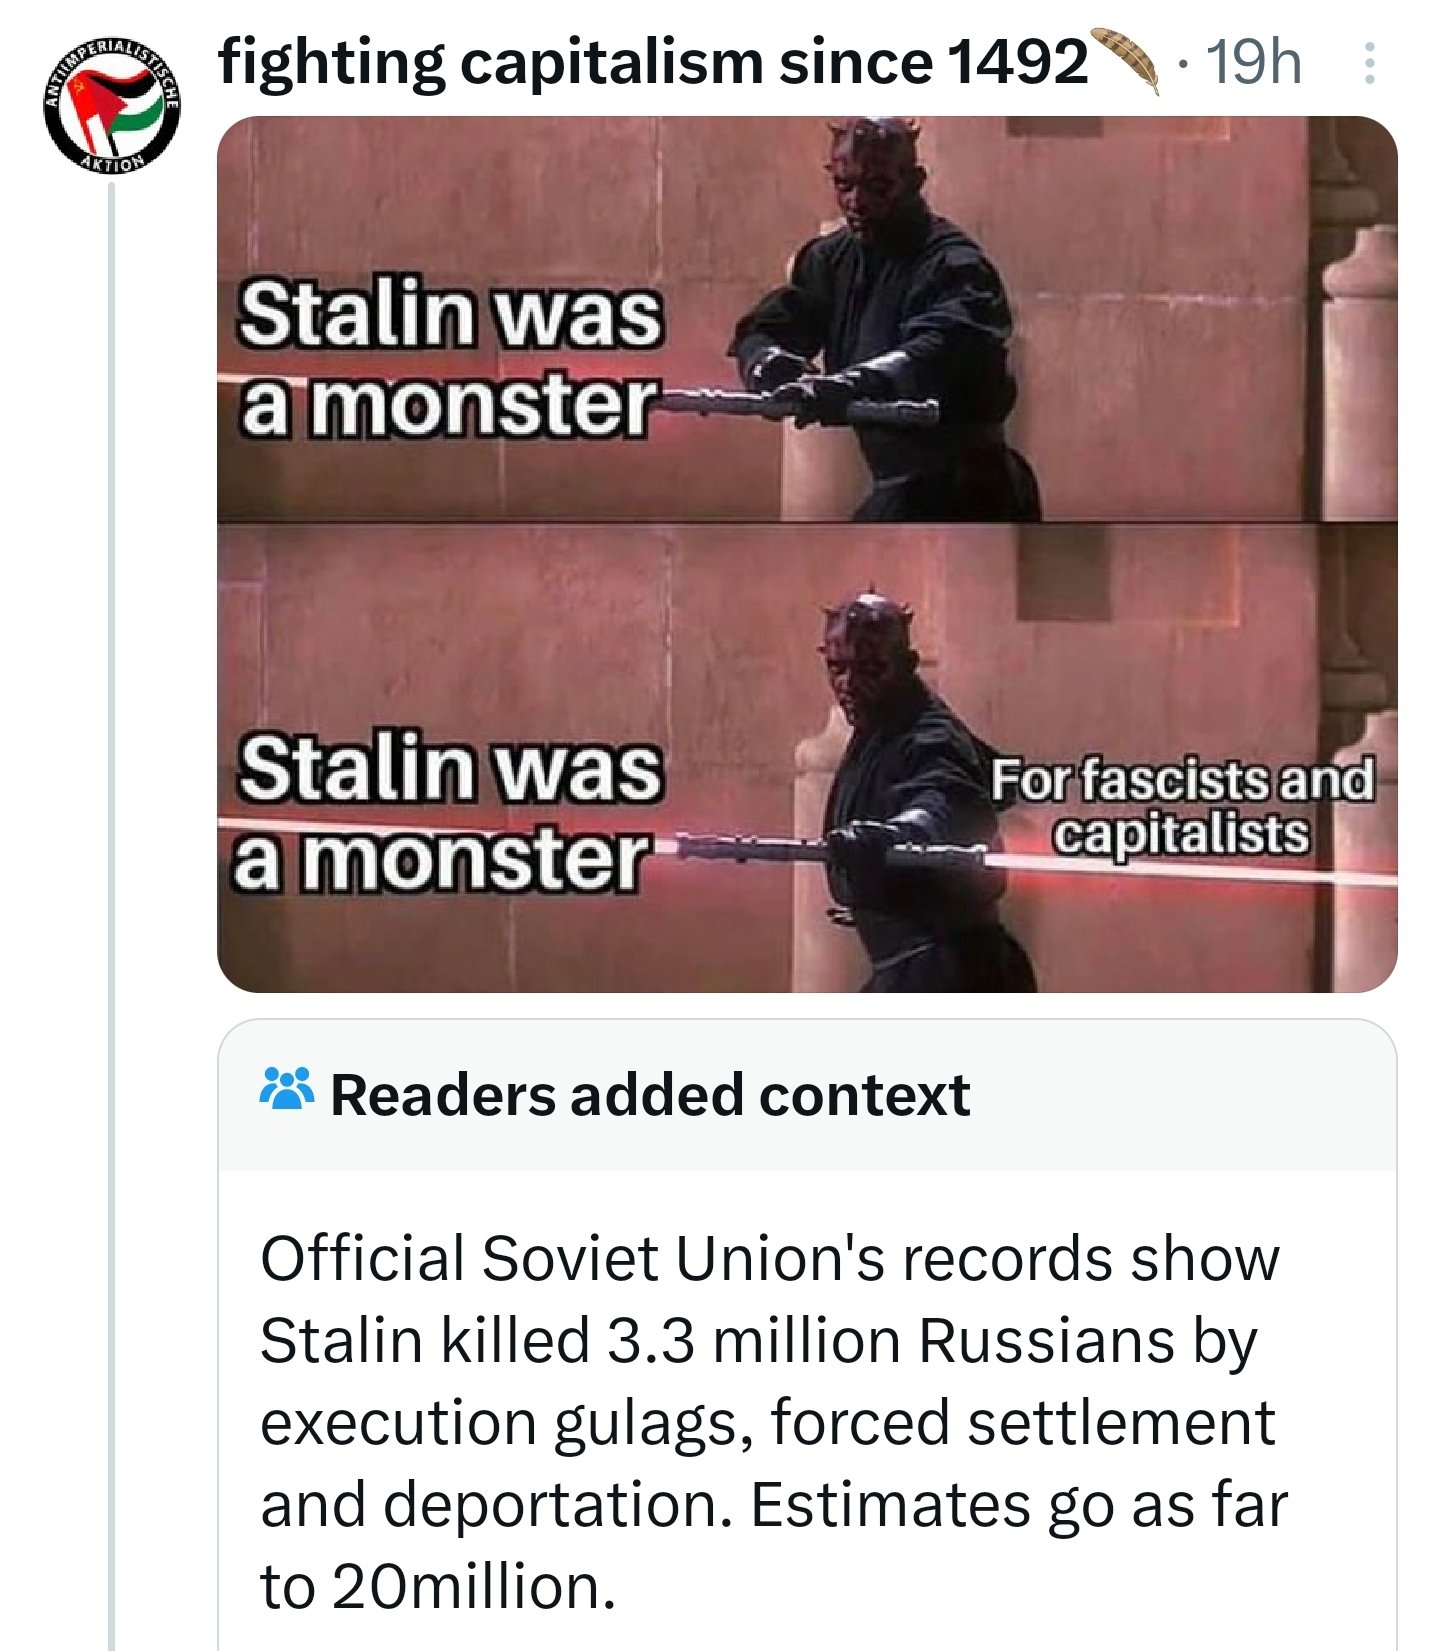 ANTIIMPERIALISTISCHE
AKTION
fighting capitalism since 1492 · 19h
Stalin was
a monster
Stalin was
a monster
For fascists and
capitalists
Readers added context
Official Soviet Union's records show
Stalin killed 3.3 million Russians by
execution gulags, forced settlement
and deportation. Estimates go as far
to 20million.